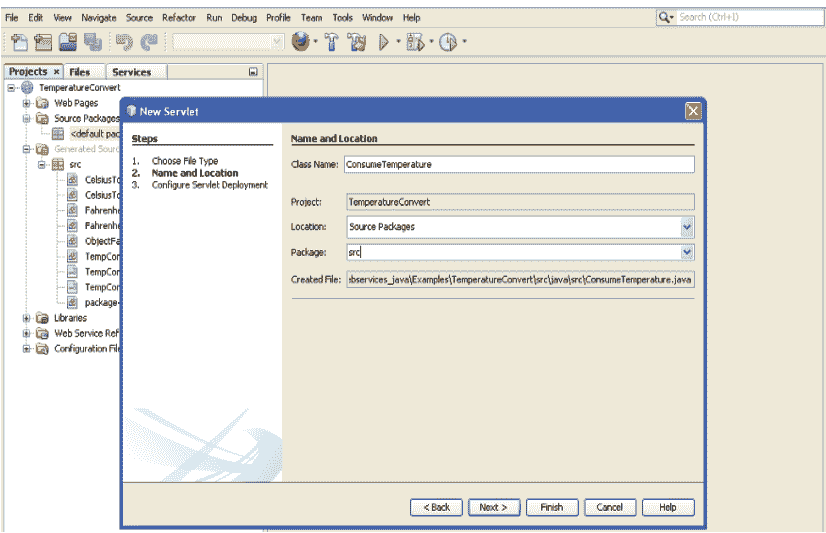 File Edit View Navigate Source Refactor Run Debug Profile Team Tools Window Help
Search (Ctrl+I)
Projects × Files Services
TemperatureConvert
Web Pages
Source Packages
<default pac
Generated Sourc
src
CelsiusTo
CelsiusTo
Fahrenhe
Fahrenhe
ObjectFa
TempCon
TempCon
TempCon
package-
Libraries
Web Service Ref
Configuration File
New Servlet
Steps
1. Choose File Type
2. Name and Location
3. Configure Servlet Deployment
Name and Location
Class Name: ConsumeTemperature
Project: TemperatureConvert
Location: Source Packages
Package: src
Created File: bservices_java\Examples\TemperatureConvert\src\java\src\ConsumeTemperature.java
< Back Next > Finish Cancel Help